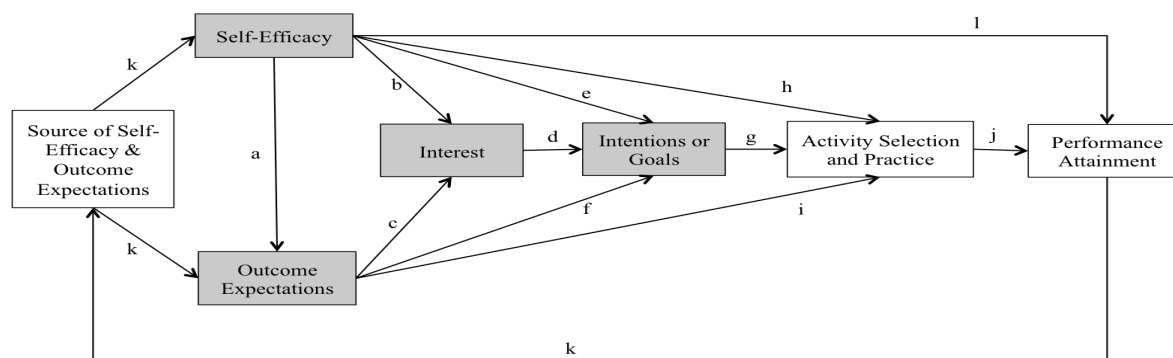 Self-Efficacy
l
k
b
e
h
Source of Self-
Efficacy &
Outcome
Expectations
a
Interest
d
Intentions or
Goals
g
Activity Selection
and Practice
j
Performance
Attainment
c
f
i
k
Outcome
Expectations
k